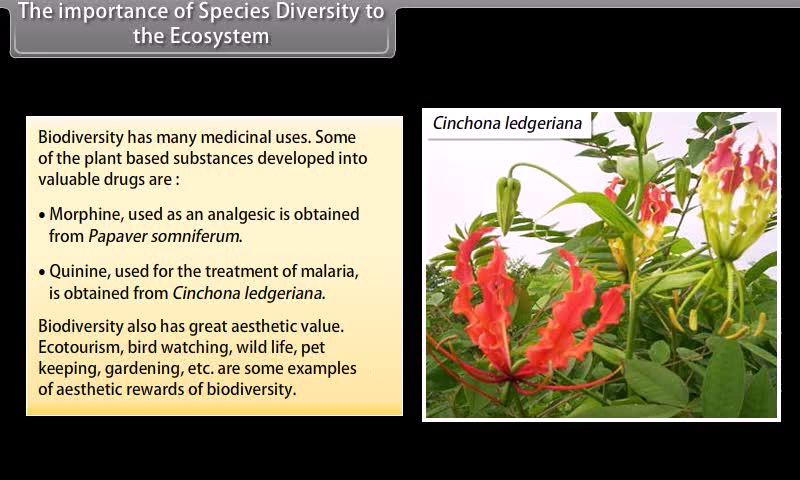 The importance of Species Diversity to
the Ecosystem
Biodiversity has many medicinal uses. Some
of the plant based substances developed into
valuable drugs are :
• Morphine, used as an analgesic is obtained
from Papaver somniferum.
• Quinine, used for the treatment of malaria,
is obtained from Cinchona ledgeriana.
Biodiversity also has great aesthetic value.
Ecotourism, bird watching, wild life, pet
keeping, gardening, etc. are some examples
of aesthetic rewards of biodiversity.
Cinchona ledgeriana